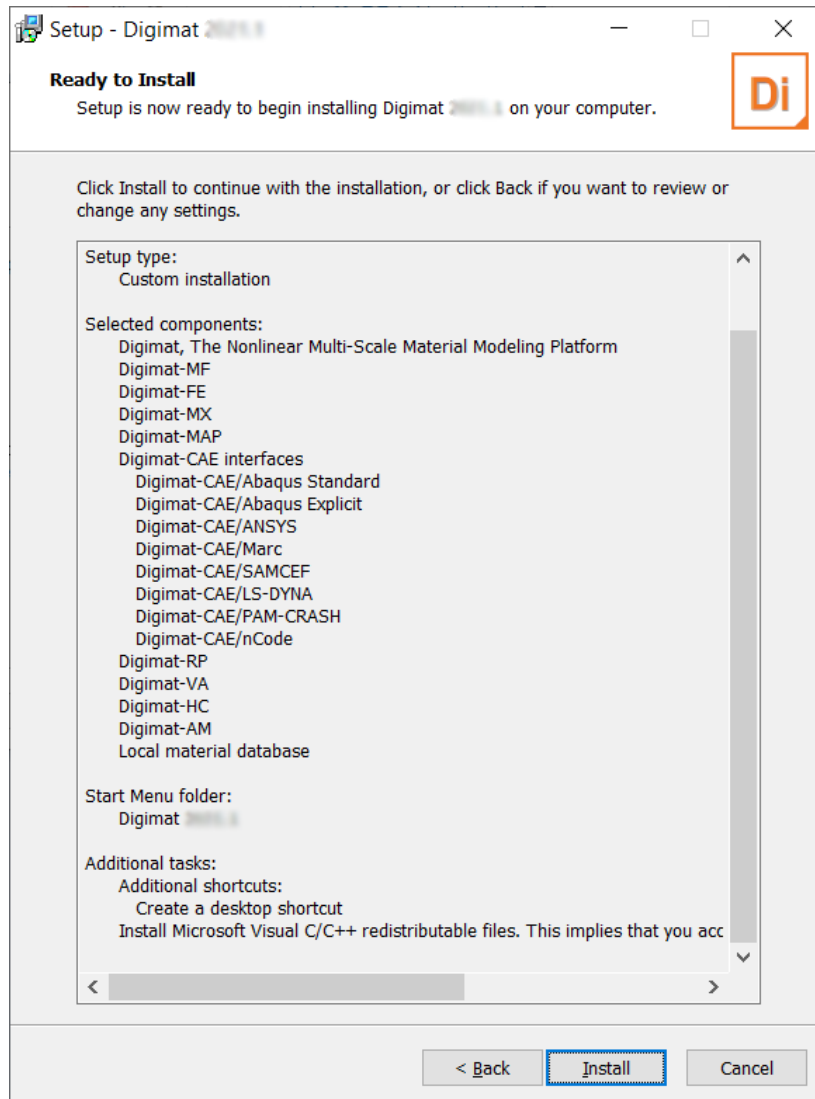 Setup - Digimat
Ready to Install
Setup is now ready to begin installing Digimat on your computer.
Di
Click Install to continue with the installation, or click Back if you want to review or
change any settings.
Setup type:
Custom installation
Selected components:
Digimat, The Nonlinear Multi-Scale Material Modeling Platform
Digimat-MF
Digimat-FE
Digimat-MX
Digimat-MAP
Digimat-CAE interfaces
Digimat-CAE/Abaqus Standard
Digimat-CAE/Abaqus Explicit
Digimat-CAE/ANSYS
Digimat-CAE/Marc
Digimat-CAE/SAMCEF
Digimat-CAE/LS-DYNA
Digimat-CAE/PAM-CRASH
Digimat-CAE/nCode
Digimat-RP
Digimat-VA
Digimat-HC
Digimat-AM
Local material database
Start Menu folder:
Digimat
Additional tasks:
Additional shortcuts:
Create a desktop shortcut
Install Microsoft Visual C/C++ redistributable files. This implies that you acc
< Back
Install
Cancel